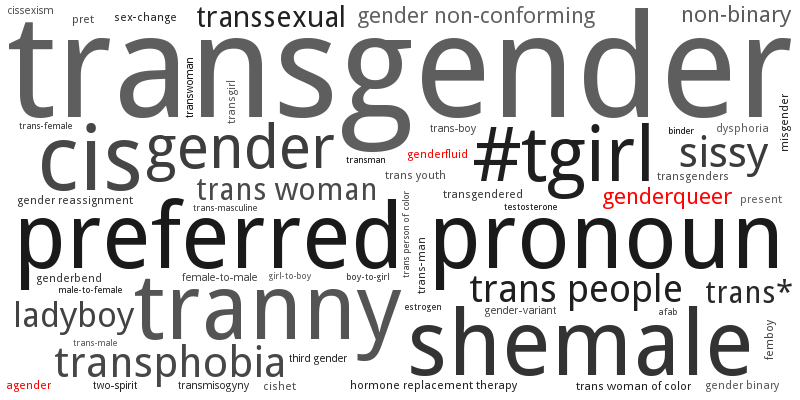 cissexism
pret
sex-change
transsexual
gender non-conforming
non-binary
transgender
transwoman
transgirl
misgender
trans-female
cis
gender
transman
trans-boy
genderfluid
#tgirl
binder
dysphoria
sissy
trans youth
transgenders
trans woman
gender reassignment
trans-masculine
trans person of color
transgendered
testosterone
genderqueer
present
preferred pronoun
trans-man
genderbend
male-to-female
female-to-male
girl-to-boy
boy-to-girl
tranny
trans people
trans*
ladyboy
estrogen
gender-variant
afab
shemale
femboy
trans-male
transphobia
third gender
agender
two-spirit
transmisogyny
cishet
hormone replacement therapy
trans woman of color
gender binary